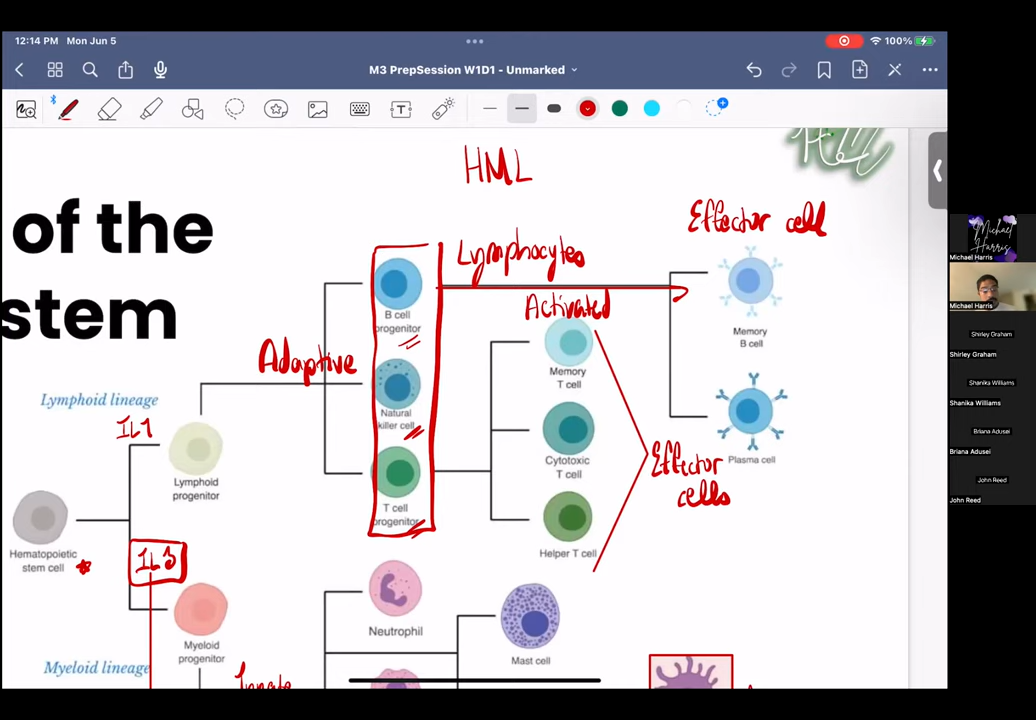 12:14 PM Mon Jun 5
100%
M3 PrepSession W1D1 - Unmarked
HML
of the
stem
Effector cell
Lymphocytes
Activated
Adaptive
B cell
progenitor
Natural
killer cell
T cell
progenitor
Memory
B cell
Memory
T cell
Plasma cell
Cytotoxic
T cell
Helper T cell
Effector
cells
Lymphoid lineage
IL7
Lymphoid
progenitor
Hematopoietic
stem cell
IL3
Myeloid
progenitor
Myeloid lineage
Innate
Neutrophil
Mast cell
Michael
Harris
Michael Harris
Michael Harris
Shirley Graham
Shirley Graham
Shanika Williams
Shanika Williams
Briana Adusei
Briana Adusei
John Reed
John Reed